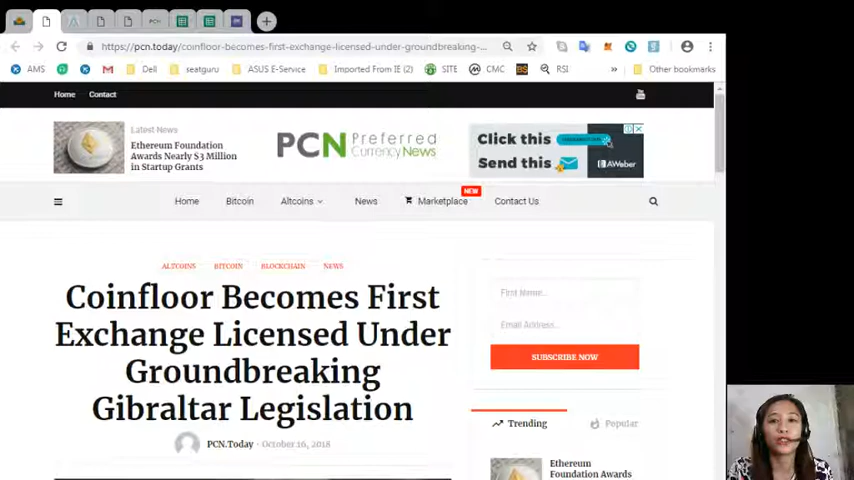 https://pcn.today/coinfloor-becomes-first-exchange-licensed-under-groundbreaking-...
AMS
Dell
seatguru
ASUS E-Service
Imported From IE (2)
SITE
CMC
BS
RSI
»
Other bookmarks
Home
Contact
Latest News
Ethereum Foundation
Awards Nearly $3 Million
in Startup Grants
PCN Preferred
Currency News
Click this
Send this
AWeber
Home
Bitcoin
Altcoins
News
Marketplace
NEW
Contact Us
ALTCOINS
BITCOIN
BLOCKCHAIN
NEWS
Coinfloor Becomes First
Exchange Licensed Under
Groundbreaking
Gibraltar Legislation
PCN.Today - October 16, 2018
First Name...
Email Address...
SUBSCRIBE NOW
Trending
Popular
Ethereum
Foundation Awards